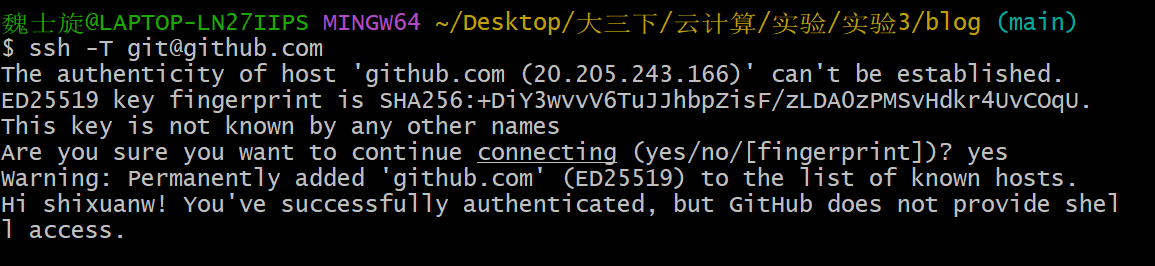 魏士旋@LAPTOP-LN27IIPS MINGW64 ~/Desktop/大三下/云计算/实验/实验3/blog (main)
$ ssh -T git@github.com
The authenticity of host 'github.com (20.205.243.166)' can't be established.
ED25519 key fingerprint is SHA256:+DiY3wvvV6TuJJhbpZisF/zLDA0zPMSvHdkr4UvCOqU.
This key is not known by any other names
Are you sure you want to continue connecting (yes/no/[fingerprint])? yes
Warning: Permanently added 'github.com' (ED25519) to the list of known hosts.
Hi shixuanw! You've successfully authenticated, but GitHub does not provide shel
l access.